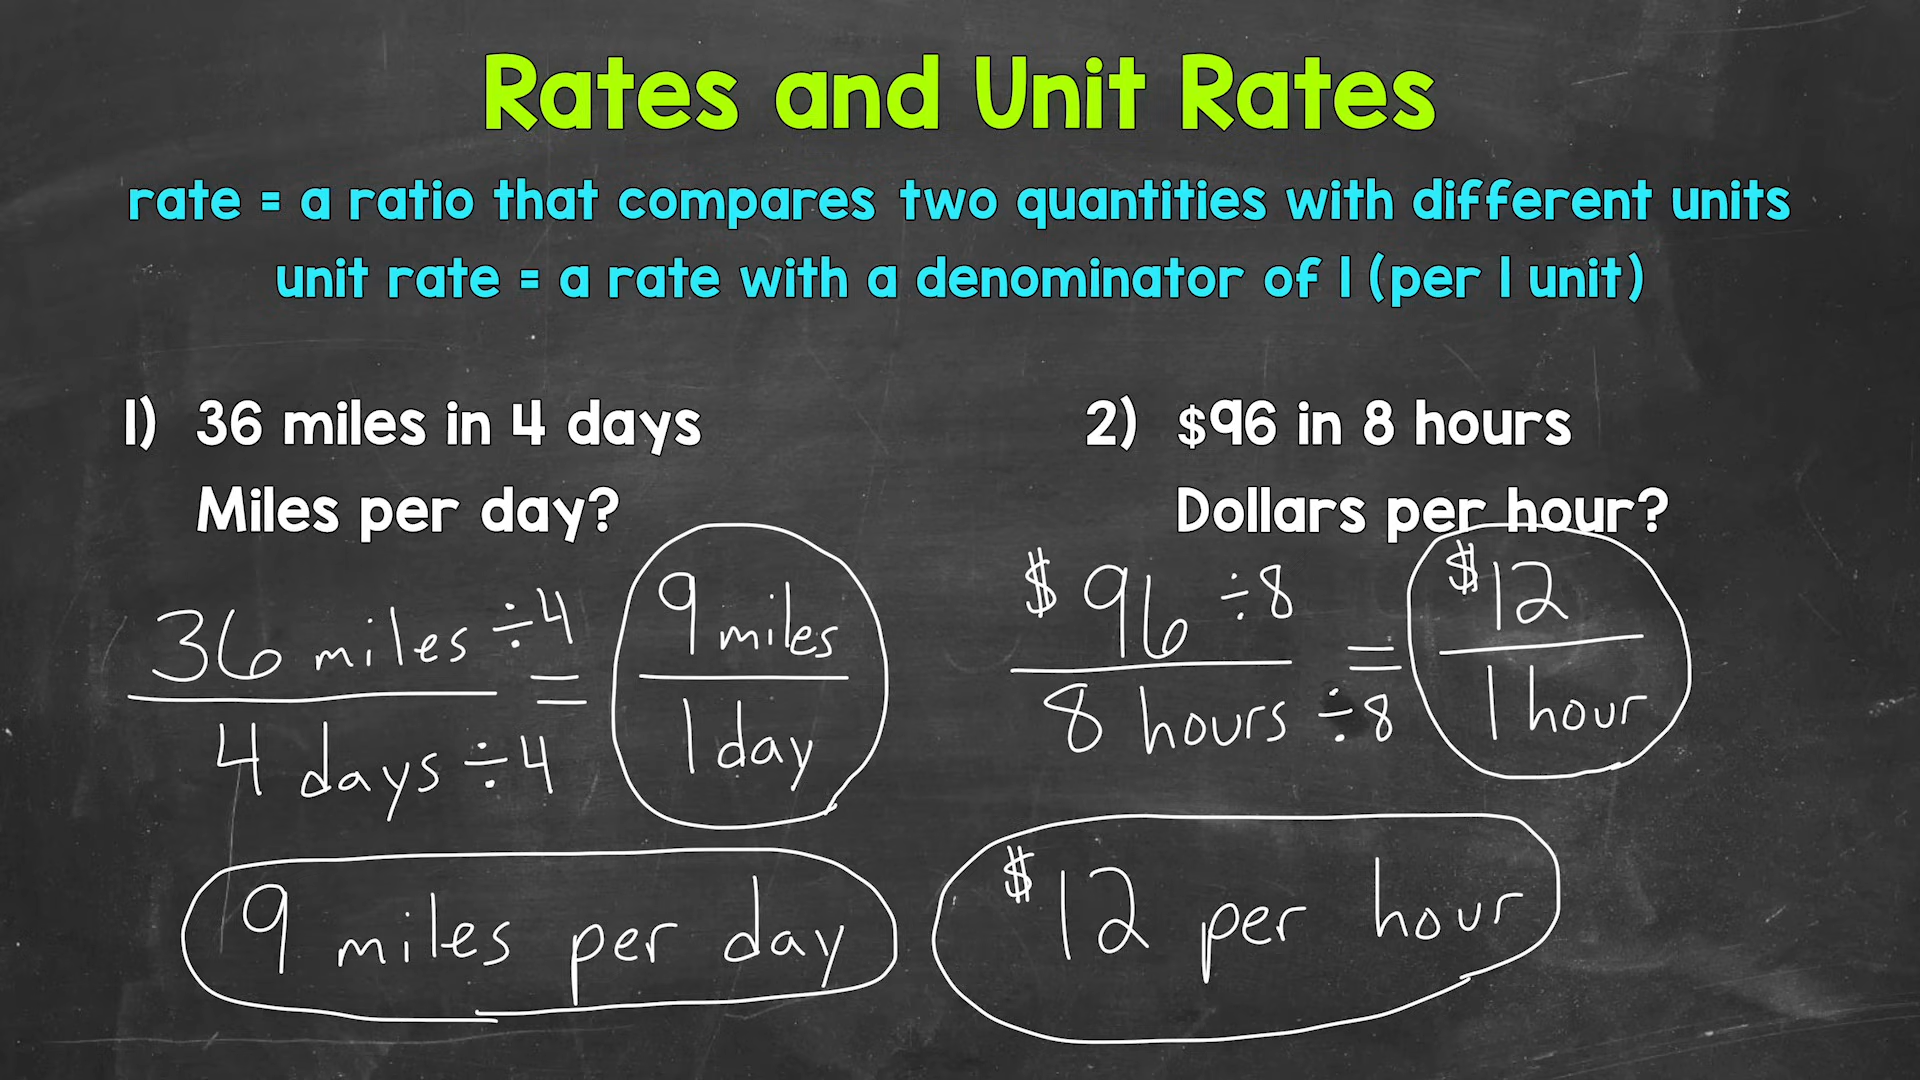 Rates and Unit Rates
rate = a ratio that compares two quantities with different units
unit rate = a rate with a denominator of 1 (per 1 unit)
1) 36 miles in 4 days
Miles per day?
36 miles ÷4
4 days ÷4
=
9 miles
1 day
9 miles per day
2) $96 in 8 hours
Dollars per hour?
$96 ÷8
8 hours ÷8
=
$12
1 hour
$12 per hour